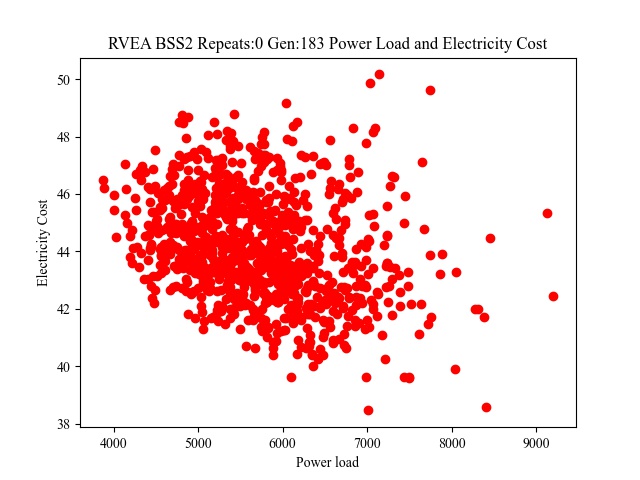 RVEA BSS2 Repeats:0 Gen:183 Power Load and Electricity Cost
50
48
46
44
42
40
38
Electricity Cost
4000 5000 6000 7000 8000 9000
Power load